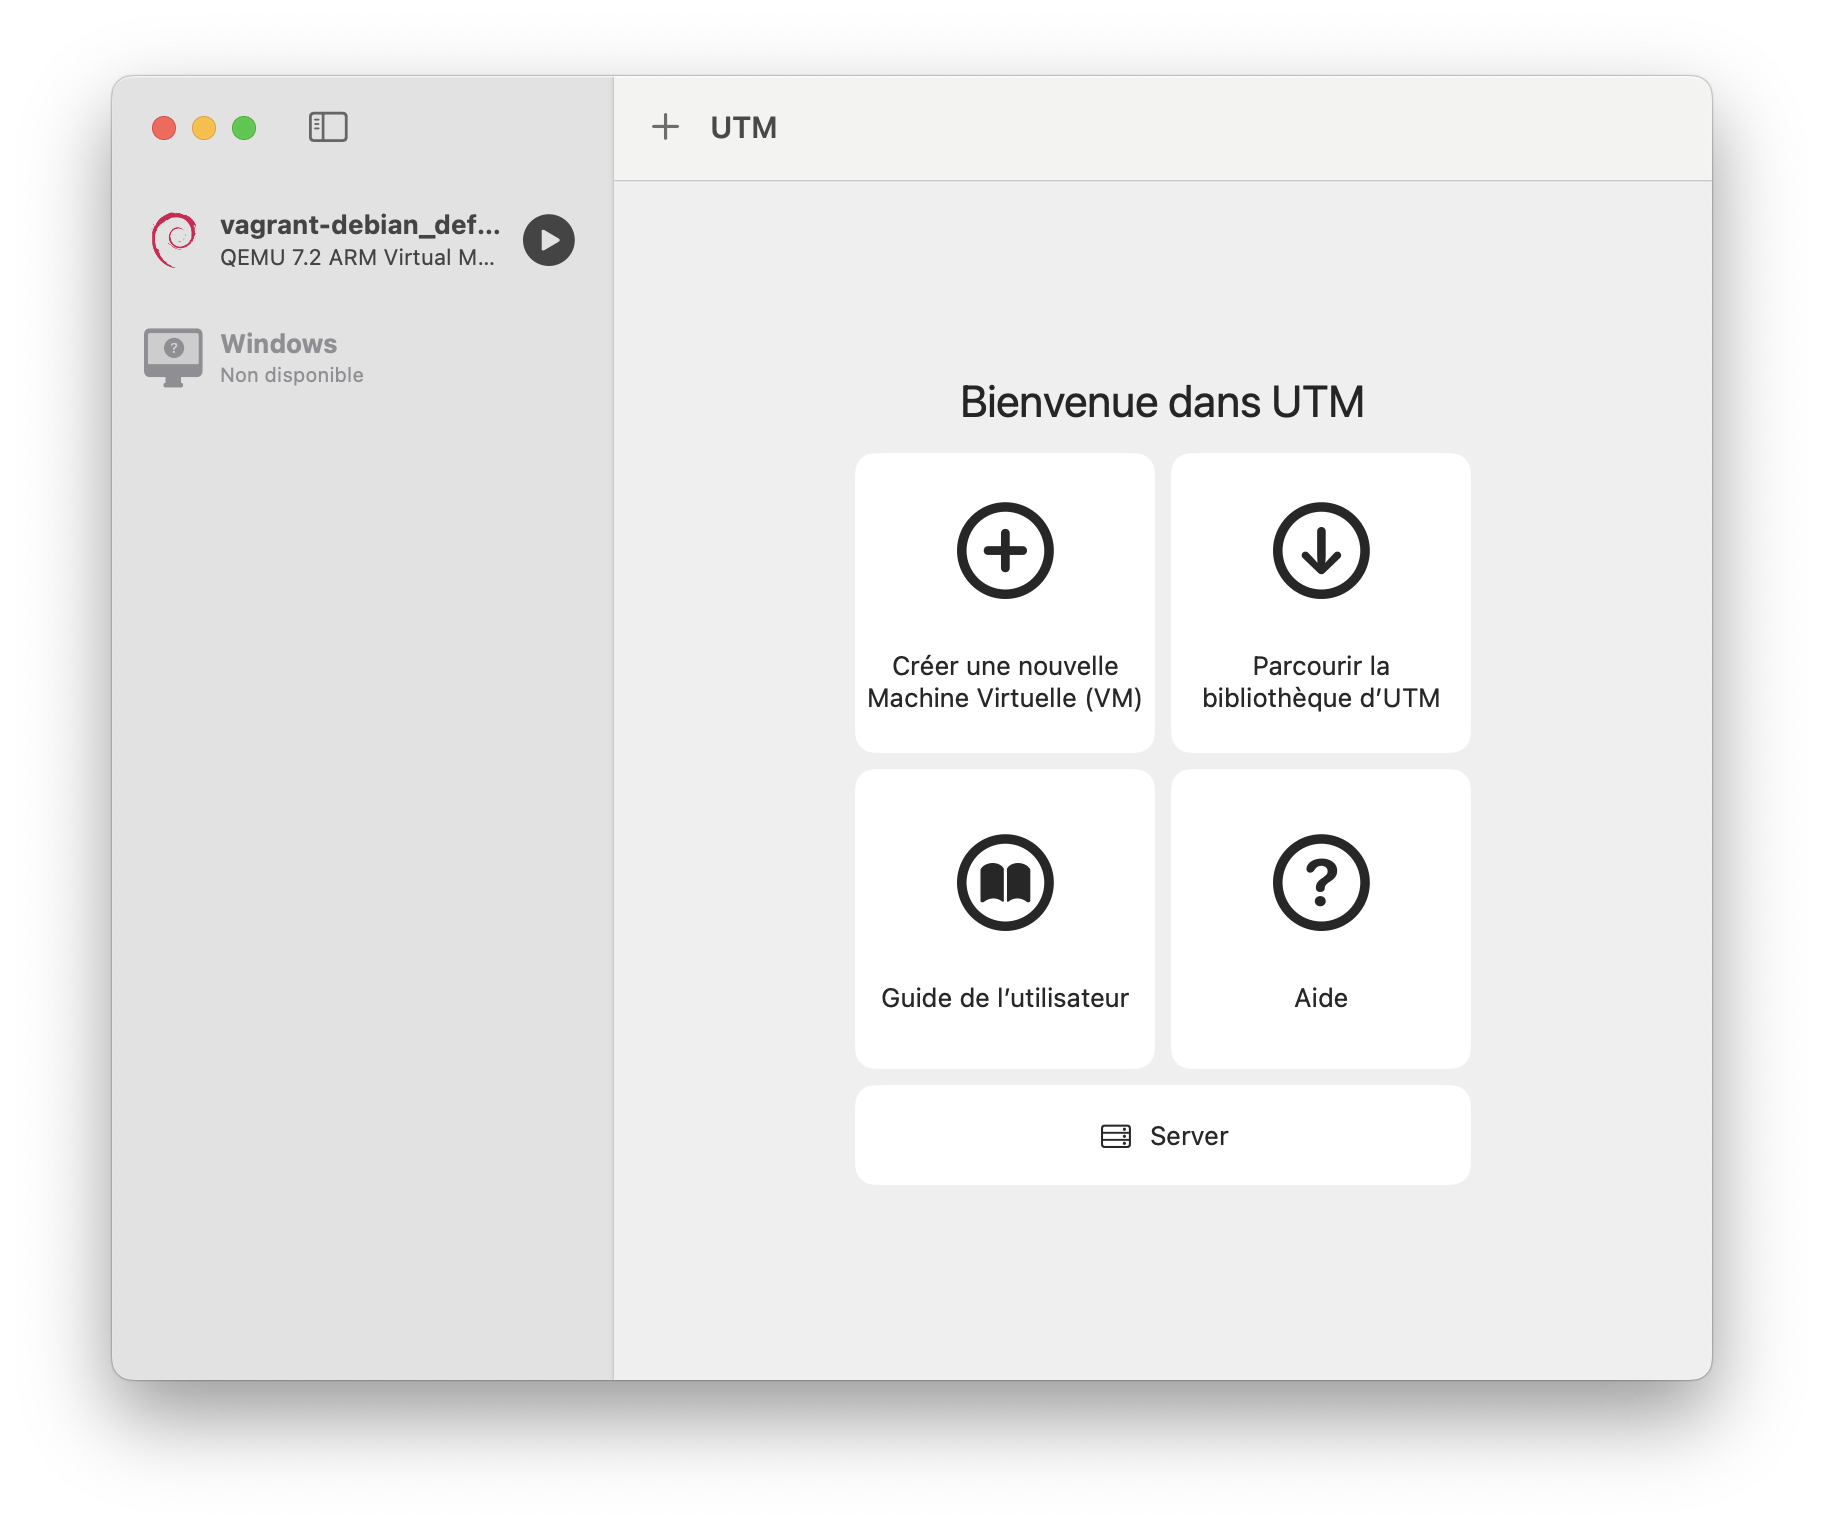 UTM
vagrant-debian_def...
QEMU 7.2 ARM Virtual M...
Windows
Non disponible
Bienvenue dans UTM
Créer une nouvelle
Machine Virtuelle (VM)
Parcourir la
bibliothèque d’UTM
Guide de l’utilisateur
Aide
Server